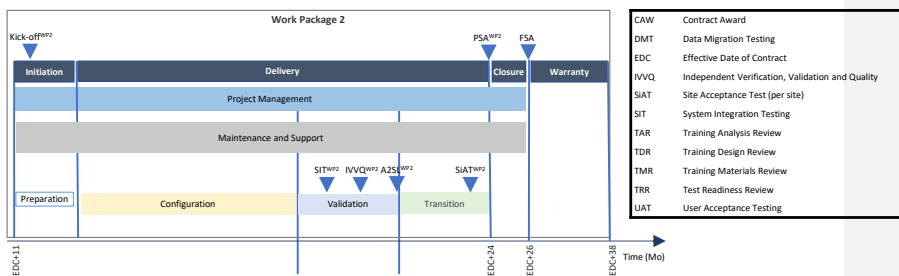 Work Package 2
Kick-offWP2
PSAWP2
FSA
Initiation
Delivery
Closure
Warranty
Project Management
Maintenance and Support
SITWP2
IVVQWP2
A2SLWP2
SiATWP2
Preparation
Configuration
Validation
Transition
EDC+11
EDC+24
EDC+26
EDC+38
Time (Mo)
CAW Contract Award
DMT Data Migration Testing
EDC Effective Date of Contract
IVVQ Independent Verification, Validation and Quality
SiAT Site Acceptance Test (per site)
SIT System Integration Testing
TAR Training Analysis Review
TDR Training Design Review
TMR Training Materials Review
TRR Test Readiness Review
UAT User Acceptance Testing